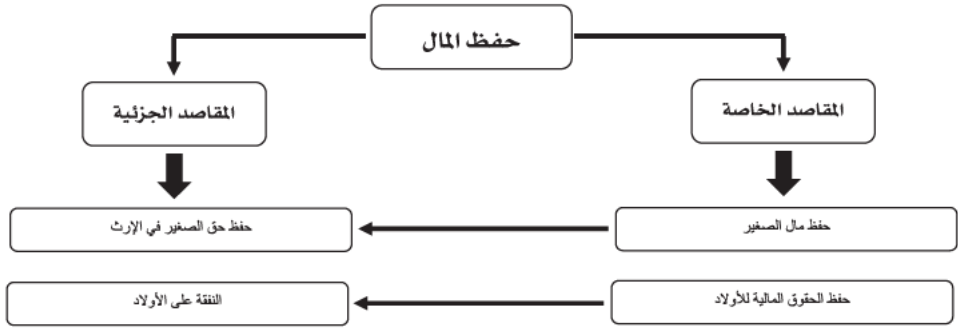 حفظ المال
المقاصد الخاصة
المقاصد الجزئية
حفظ مال الصغير
حفظ حق الصغير في الإرث
حفظ الحقوق المالية للأولاد
النفقة على الأولاد